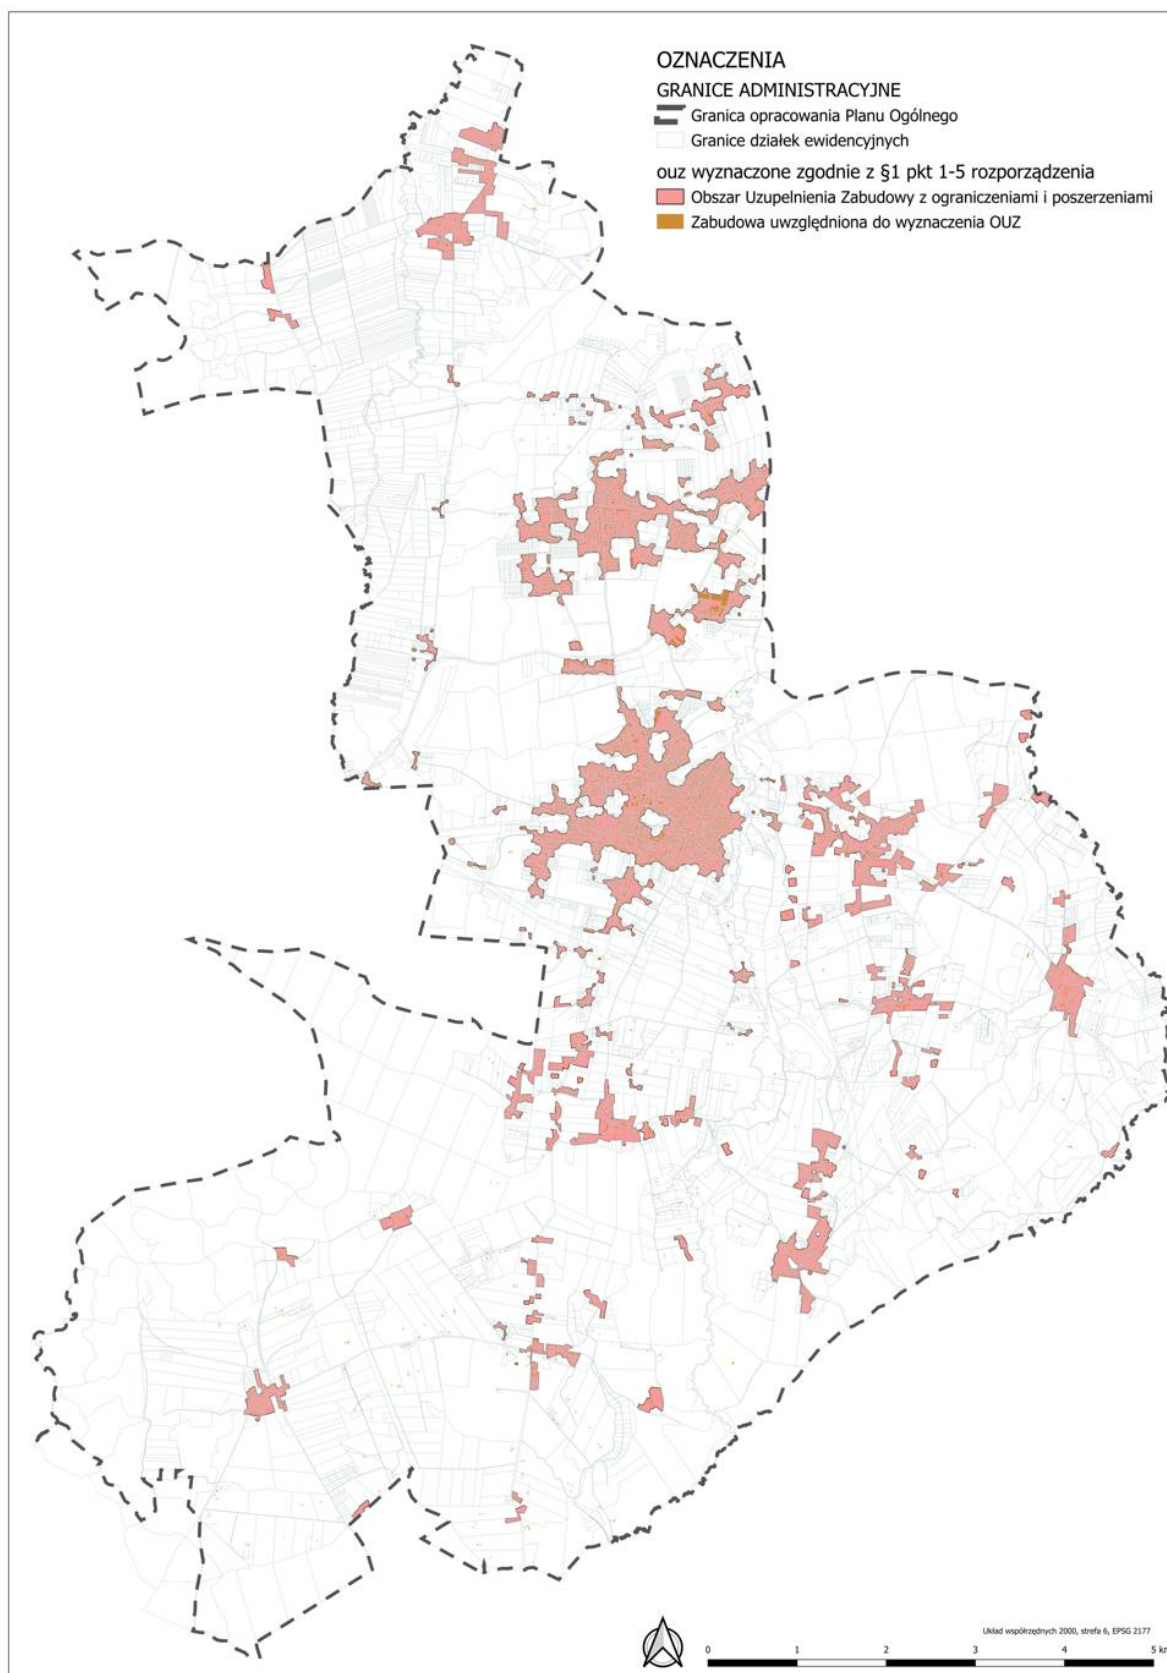 OZNACZENIA
GRANICE ADMINISTRACYJNE
Granica opracowania Planu Ogólnego
Granice działek ewidencyjnych
ouz wyznaczone zgodnie z §1 pkt 1-5 rozporządzenia
Obszar Uzupelnienia Zabudowy z ograniczeniami i poszerzeniami
Zabudowa uwzględniona do wyznaczenia OUZ
Układ współrzędnych 2000, strefa 6, EPSG 2177
0 1 2 3 4 5 km